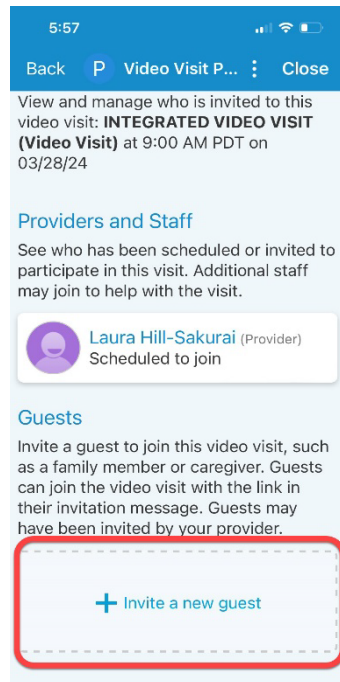 5:57
Back P Video Visit P... Close
View and manage who is invited to this
video visit: INTEGRATED VIDEO VISIT
(Video Visit) at 9:00 AM PDT on
03/28/24
Providers and Staff
See who has been scheduled or invited to
participate in this visit. Additional staff
may join to help with the visit.
Laura Hill-Sakurai (Provider)
Scheduled to join
Guests
Invite a guest to join this video visit, such
as a family member or caregiver. Guests
can join the video visit with the link in
their invitation message. Guests may
have been invited by your provider.
Invite a new guest